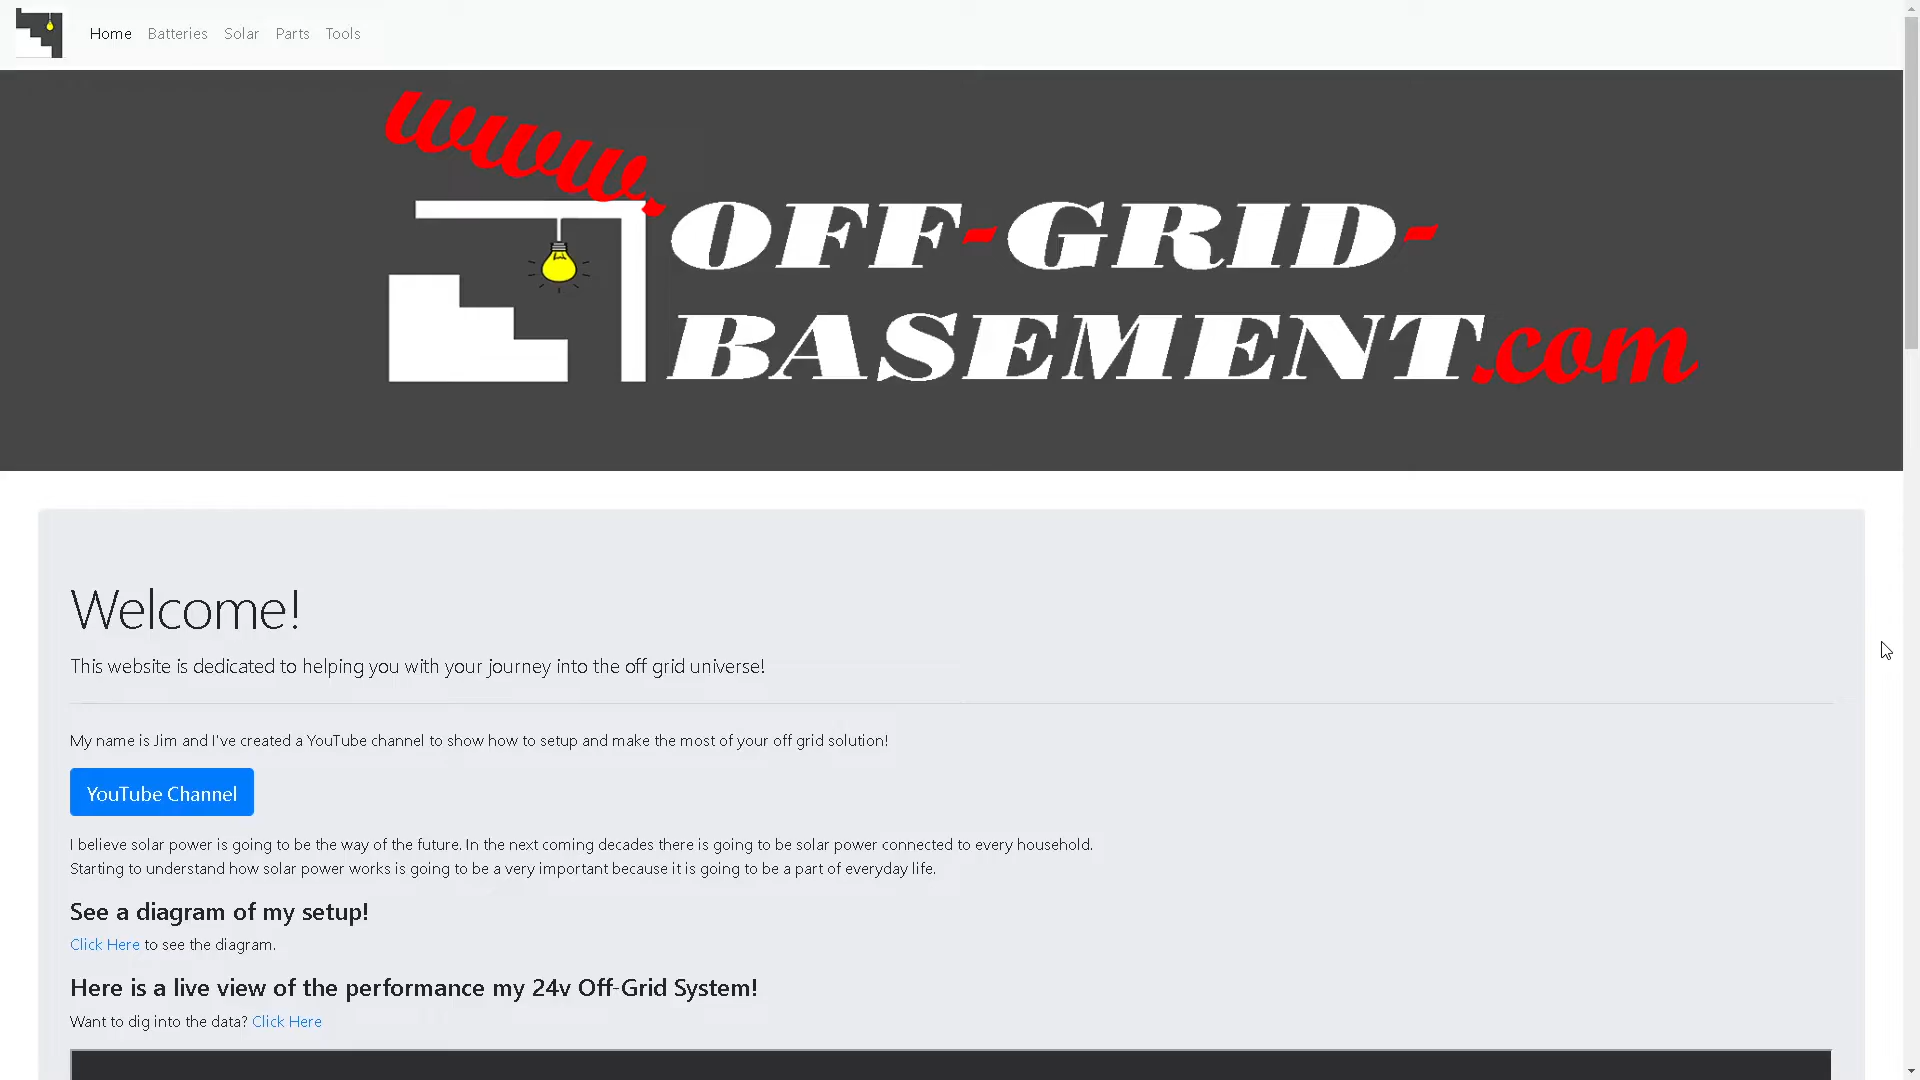 Home Batteries Solar Parts Tools
www.
OFF-GRID-
BASEMENT.com
Welcome!
This website is dedicated to helping you with your journey into the off grid universe!
My name is Jim and I've created a YouTube channel to show how to setup and make the most of your off grid solution!
YouTube Channel
I believe solar power is going to be the way of the future. In the next coming decades there is going to be solar power connected to every household.
Starting to understand how solar power works is going to be a very important because it is going to be a part of everyday life.
See a diagram of my setup!
Click Here to see the diagram.
Here is a live view of the performance my 24v Off-Grid System!
Want to dig into the data? Click Here